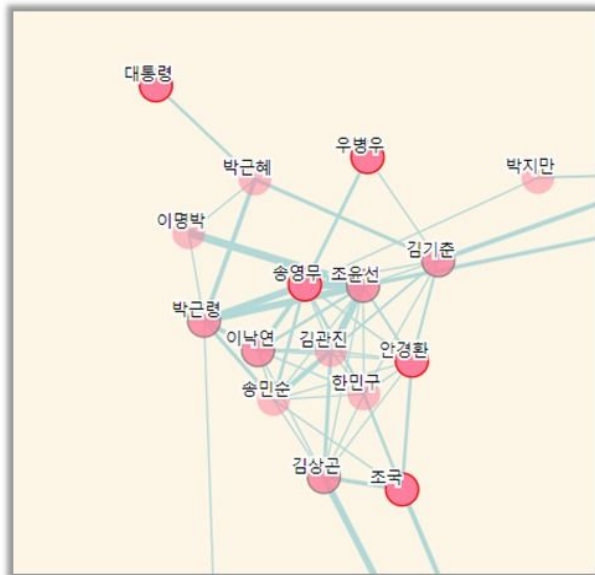 대통령
우병우
박근혜
박지만
이명박
김기춘
송영무
조윤선
박근령
이낙연
김관진
안경환
송민순
한민구
김상곤
조국